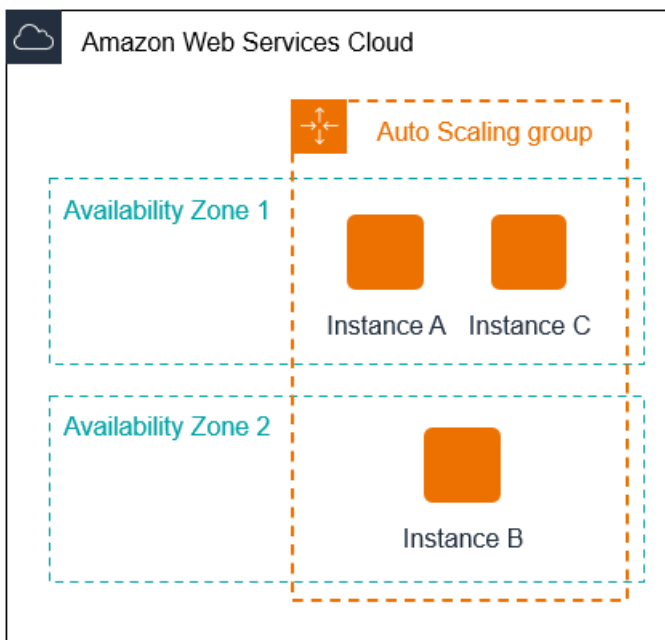 Amazon Web Services Cloud
Auto Scaling group
Availability Zone 1
Instance A
Instance C
Availability Zone 2
Instance B